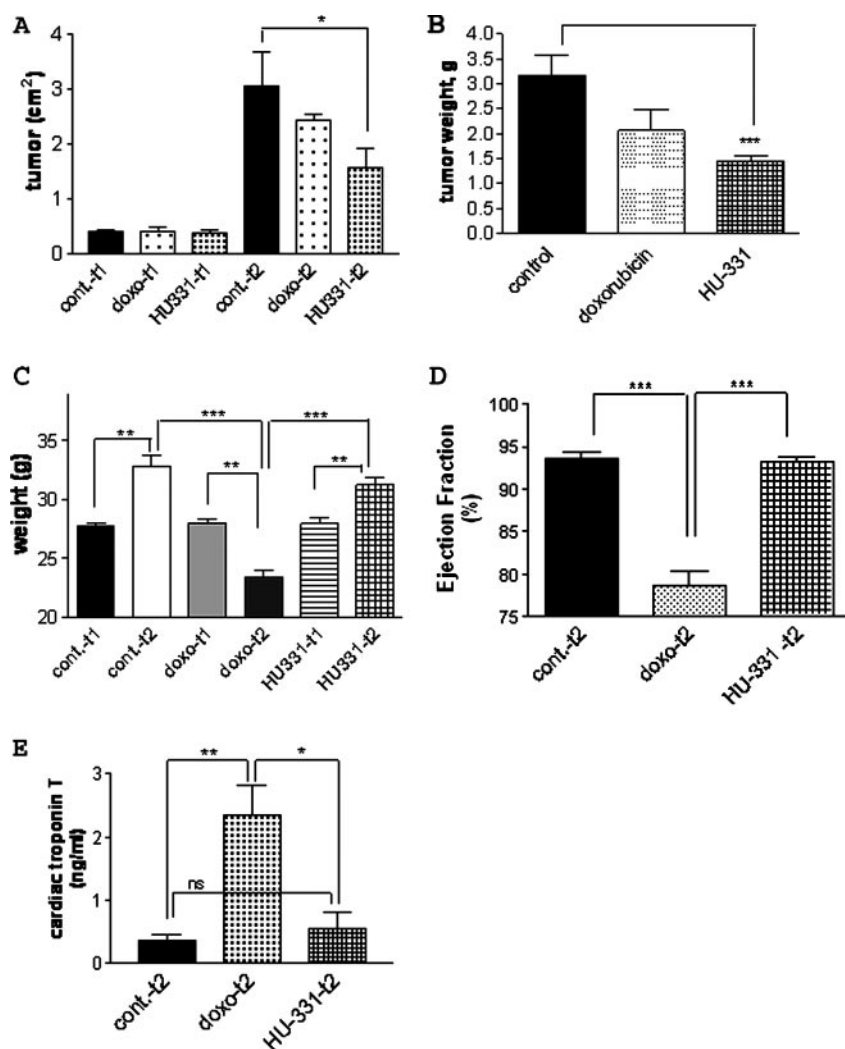 A
tumor (cm²)
4
3
2
1
0
*
cont.-t1
doxo-t1
HU331-t1
cont.-t2
doxo-t2
HU331-t2
B
tumor weight, g
4.0
3.5
3.0
2.5
2.0
1.5
1.0
0.5
0.0
***
control
doxorubicin
HU-331
C
weight (g)
35
30
25
20
**
***
**
***
**
cont.-t1
cont.-t2
doxo-t1
doxo-t2
HU331-t1
HU331-t2
D
Ejection Fraction
(%)
100
95
90
85
80
75
***
***
cont.-t2
doxo-t2
HU-331 -t2
E
cardiac troponin T
(ng/ml)
3
2
1
0
**
*
ns
cont.-t2
doxo-t2
HU-331-t2